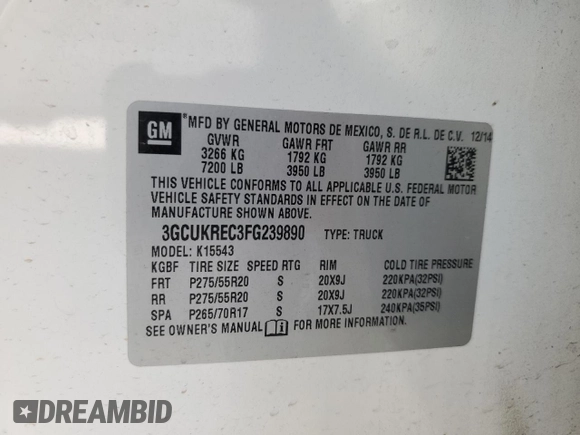 GM
MFD BY GENERAL MOTORS DE MEXICO, S. DE R.L. DE C.V. 12/14
GVWR GAWR FRT GAWR RR
3266 KG 1792 KG 1792 KG
7200 LB 3950 LB 3950 LB
THIS VEHICLE CONFORMS TO ALL APPLICABLE U.S. FEDERAL MOTOR
VEHICLE SAFETY STANDARDS IN EFFECT ON THE DATE OF
MANUFACTURE SHOWN ABOVE.
3GCUKREC3FG239890 TYPE: TRUCK
MODEL: K15543
KGBF TIRE SIZE SPEED RTG RIM COLD TIRE PRESSURE
FRT P275/55R20 S 20X9J 220KPA(32PSI)
RR P275/55R20 S 20X9J 220KPA(32PSI)
SPA P265/70R17 S 17X7.5J 240KPA(35PSI)
SEE OWNER'S MANUAL FOR MORE INFORMATION.
DREAMBID